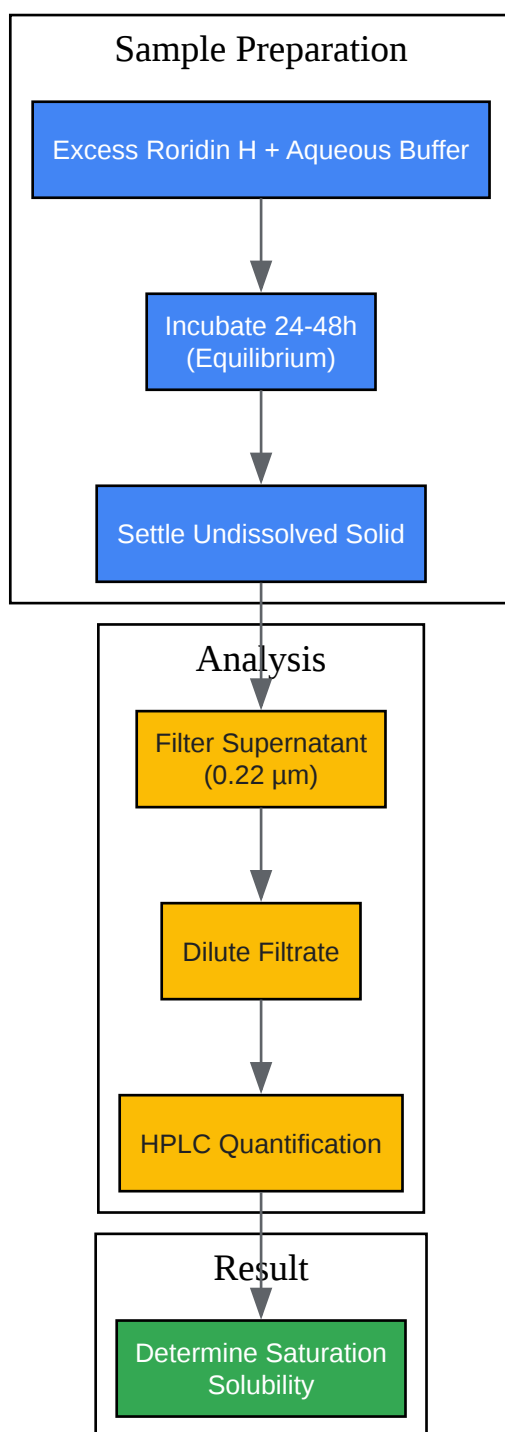 Sample Preparation
Excess Roridin H + Aqueous Buffer
Incubate 24-48h
(Equilibrium)
Settle Undissolved Solid
Analysis
Filter Supernatant
(0.22 µm)
Dilute Filtrate
HPLC Quantification
Result
Determine Saturation
Solubility